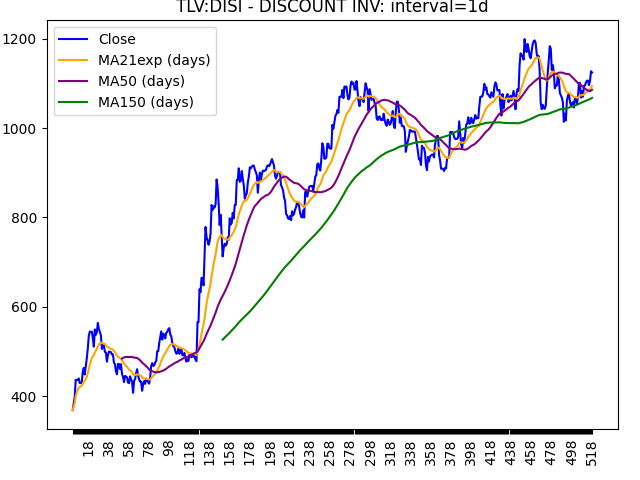 TLV:DISI - DISCOUNT INV: interval=1d
Close
MA21exp (days)
MA50 (days)
MA150 (days)
1200
1000
800
600
400
18 38 58 78 98 118 138 158 178 198 218 238 258 278 298 318 338 358 378 398 418 438 458 478 498 518